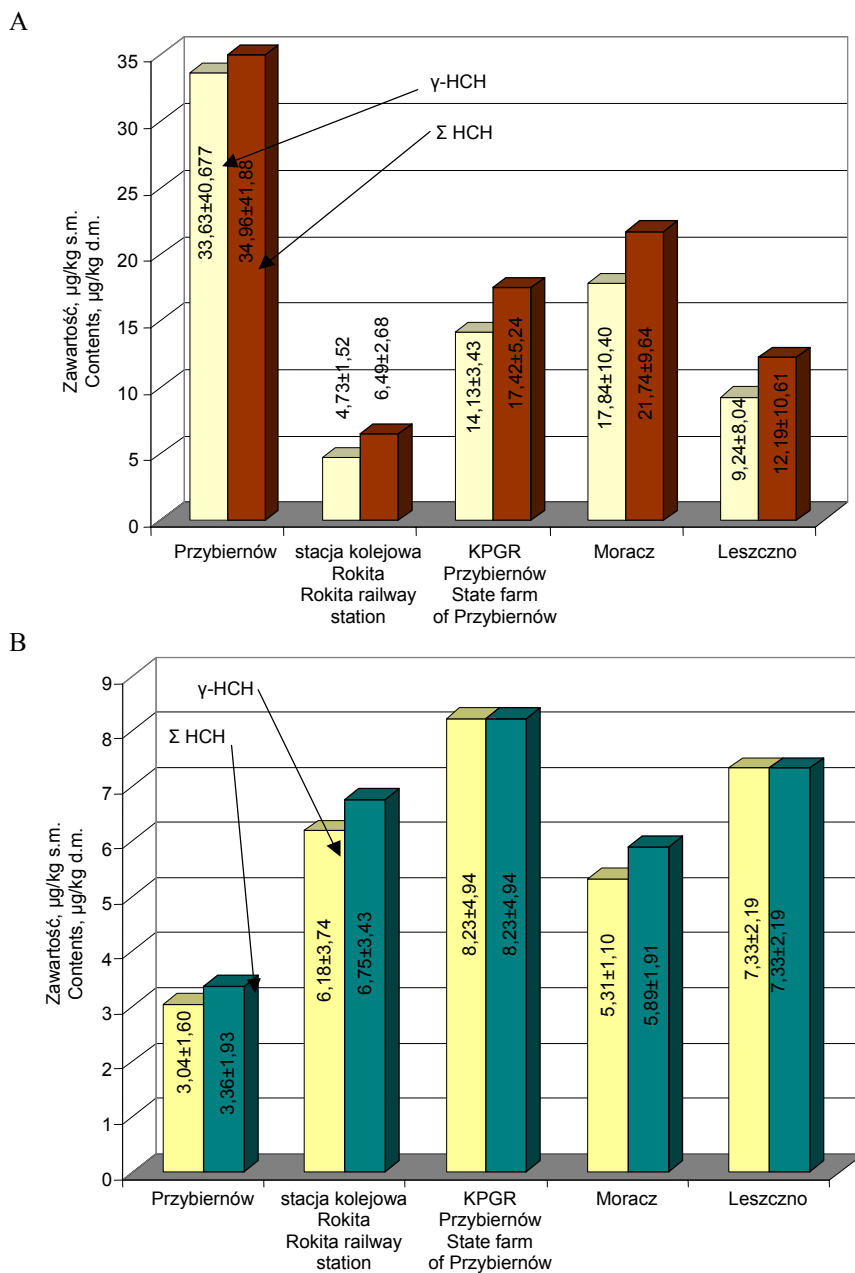 A
Zawartość, µg/kg s.m.
Contents, µg/kg d.m.
35
30
25
20
15
10
5
0
γ-HCH
Σ HCH
33,63±40,677
34,96±41,88
4,73±1,52
6,49±2,68
14,13±3,43
17,42±5,24
17,84±10,40
21,74±9,64
9,24±8,04
12,19±10,61
Przybiernów
stacja kolejowa
Rokita
Rokita railway
station
KPGR
Przybiernów
State farm
of Przybiernów
Moracz
Leszczno
B
Zawartość, µg/kg s.m.
Contents, µg/kg d.m.
9
8
7
6
5
4
3
2
1
0
γ-HCH
Σ HCH
3,04±1,60
3,36±1,93
6,18±3,74
6,75±3,43
8,23±4,94
8,23±4,94
5,31±1,10
5,89±1,91
7,33±2,19
7,33±2,19
Przybiernów
stacja kolejowa
Rokita
Rokita railway
station
KPGR
Przybiernów
State farm
of Przybiernów
Moracz
Leszczno